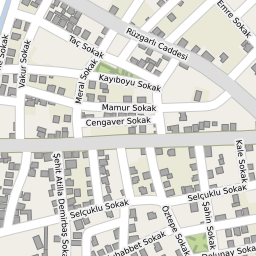 Emre Sokak
Rüzgarlı Caddesi
Taç Sokak
Vakur Sokak
Meral Sokak
Kayıboyu Sokak
Mamur Sokak
Cengaver Sokak
Kale Sokak
Şehit Atilla Demirbaş Sokak
Selçuklu Sokak
Selçuklu Sokak
Şahin Sokak
Öztepe Sokak
Sokak